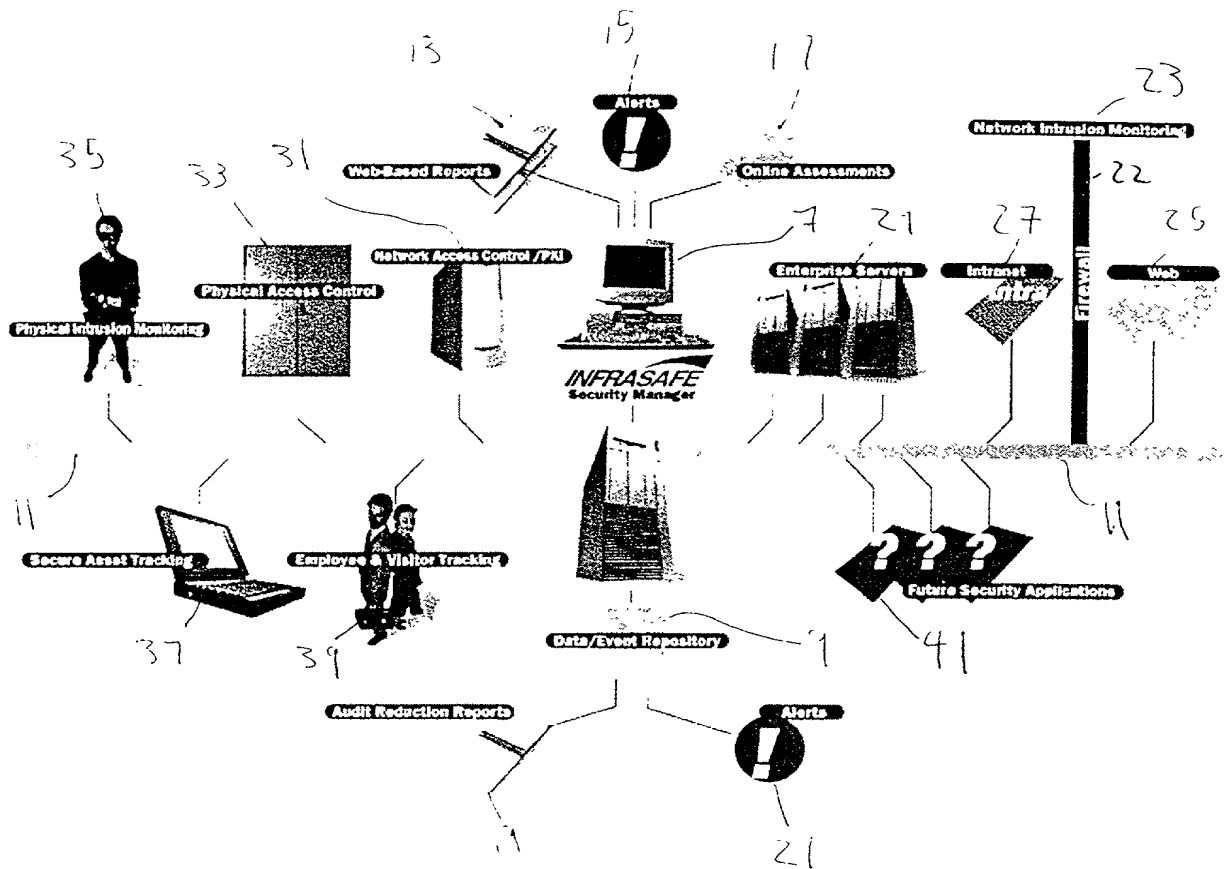 13
15
17
Alerts
23
Network Intrusion Monitoring
35
33
31
Web-Based Reports
Online Assessments
22
7
21
27
25
Network Access Control /PKI
Enterprise Servers
Intranet
Web
Physical Access Control
Intra
Firewall
Physical Intrusion Monitoring
INFRASAFE
Security Manager
11
11
Secure Asset Tracking
Employee & Visitor Tracking
? ? ?
Future Security Applications
37
39
9
41
Data/Event Repository
Audit Reduction Reports
Alerts
21